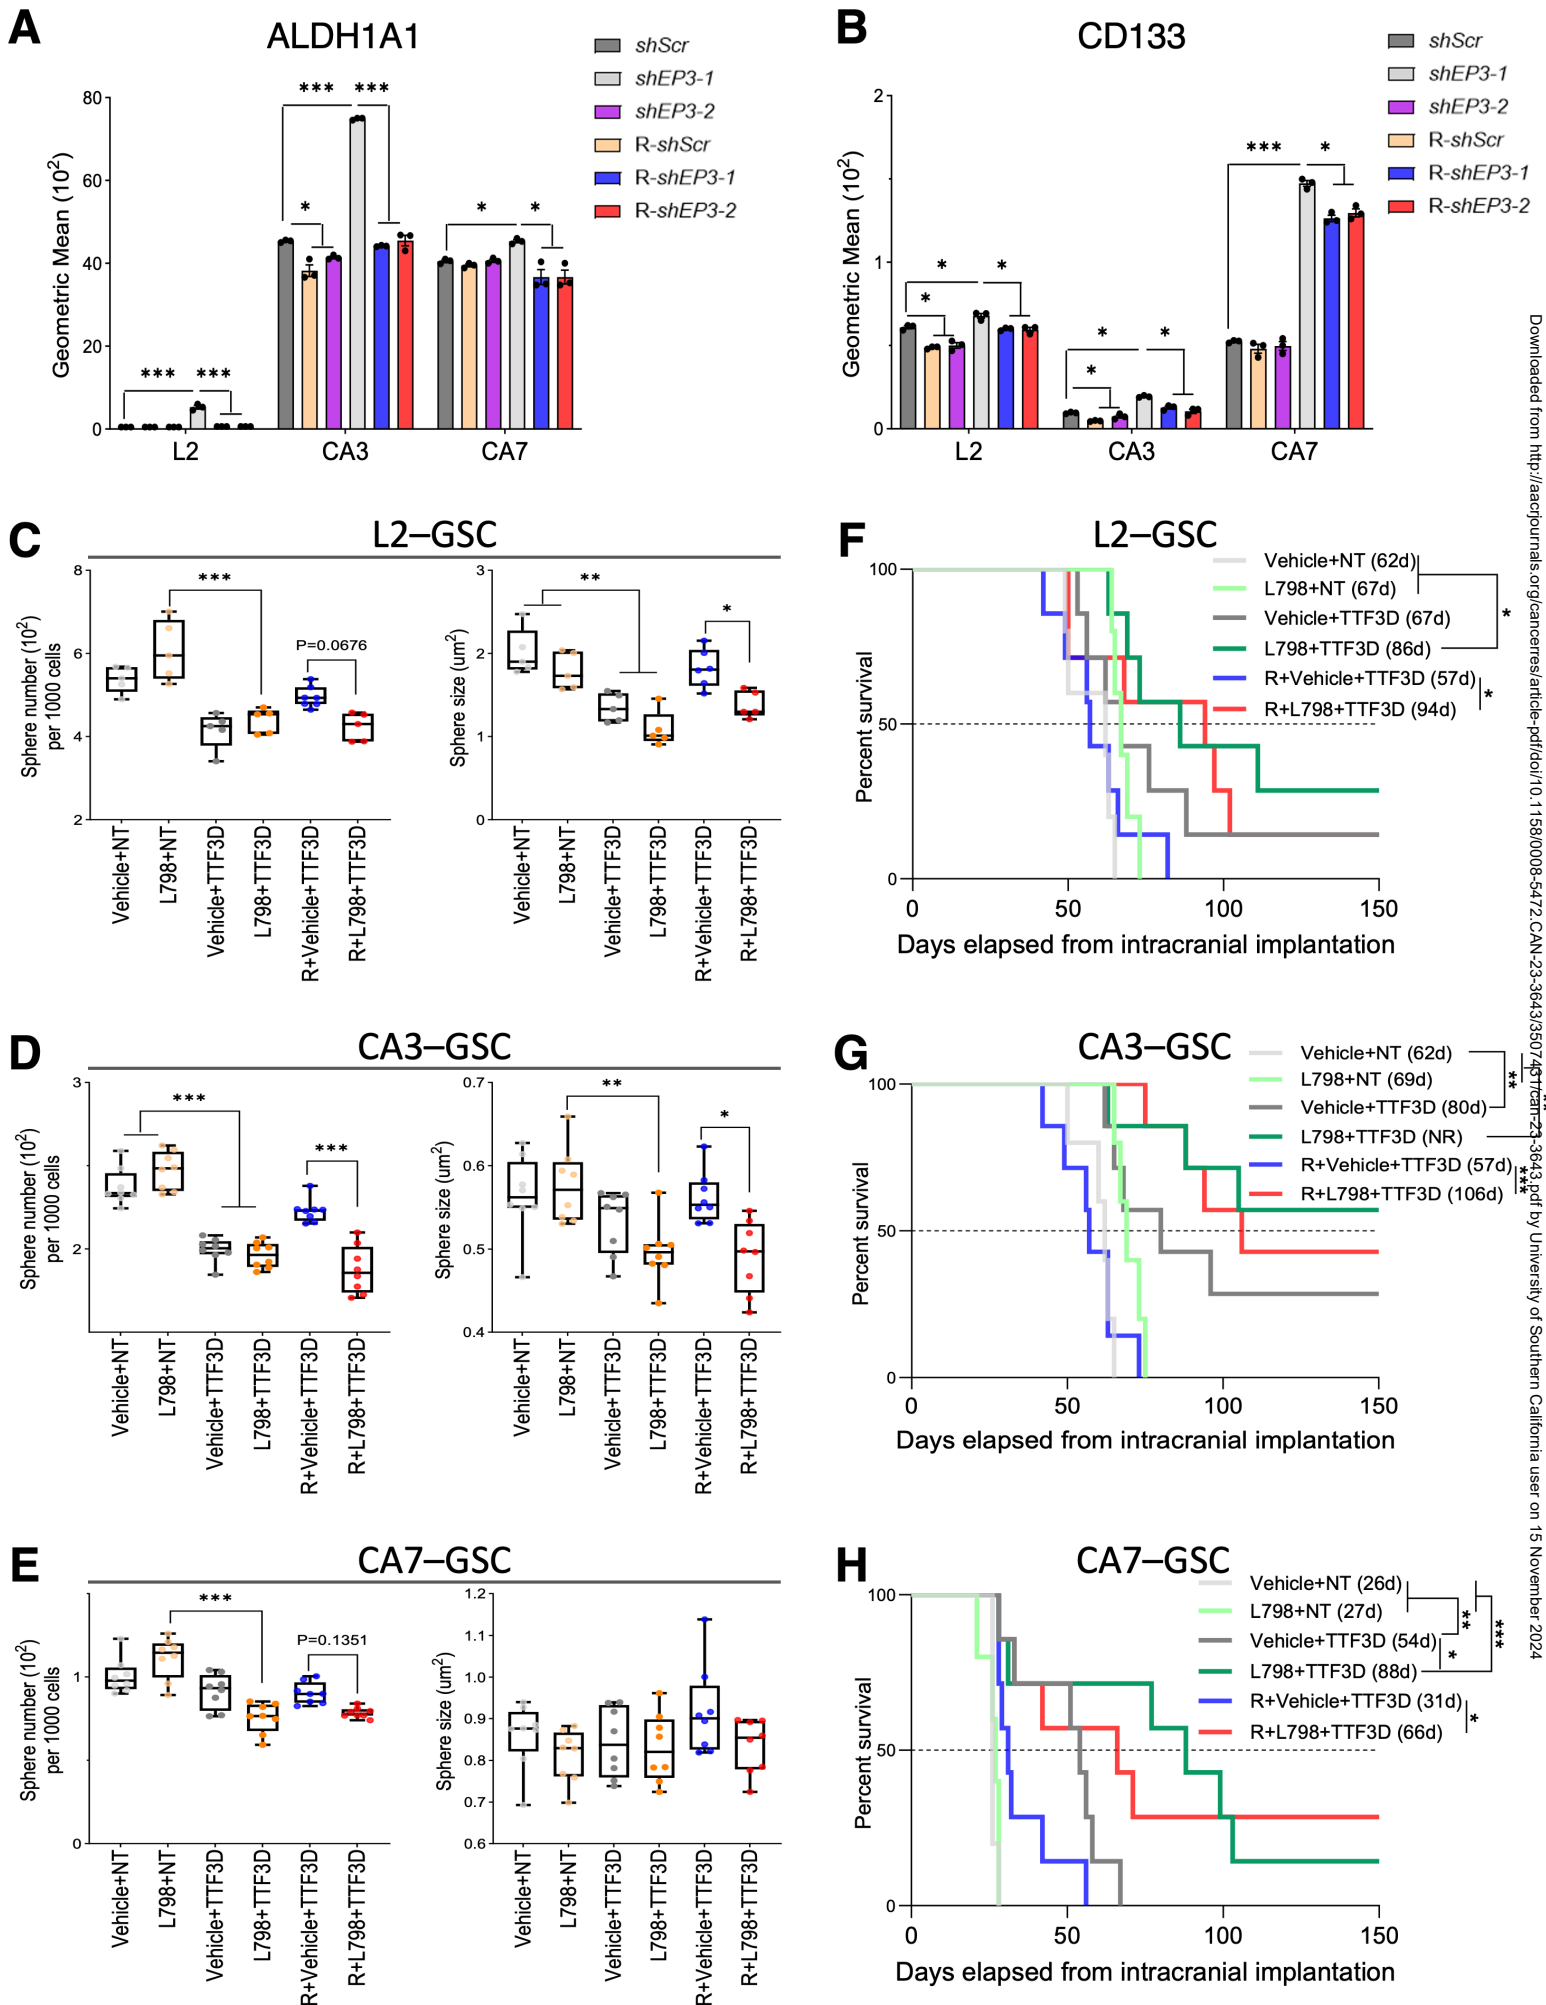 A
ALDH1A1
shScr
shEP3-1
shEP3-2
R-shScr
R-shEP3-1
R-shEP3-2
Geometric Mean (10²)
80
60
40
20
0
***
***
*
***
***
*
*
L2
CA3
CA7
B
CD133
shScr
shEP3-1
shEP3-2
R-shScr
R-shEP3-1
R-shEP3-2
Geometric Mean (10²)
2
1
0
*
*
*
*
*
*
***
*
L2
CA3
CA7
C
L2–GSC
Sphere number (10²)
per 1000 cells
8
6
4
2
***
P=0.0676
Vehicle+NT
L798+NT
Vehicle+TTF3D
L798+TTF3D
R+Vehicle+TTF3D
R+L798+TTF3D
Sphere size (um²)
3
2
1
0
**
*
Vehicle+NT
L798+NT
Vehicle+TTF3D
L798+TTF3D
R+Vehicle+TTF3D
R+L798+TTF3D
F
L2–GSC
Vehicle+NT (62d)
L798+NT (67d)
Vehicle+TTF3D (67d)
L798+TTF3D (86d)
R+Vehicle+TTF3D (57d)
R+L798+TTF3D (94d)
*
*
Percent survival
100
50
0
0
50
100
150
Days elapsed from intracranial implantation
D
CA3–GSC
Sphere number (10²)
per 1000 cells
3
2
***
***
Vehicle+NT
L798+NT
Vehicle+TTF3D
L798+TTF3D
R+Vehicle+TTF3D
R+L798+TTF3D
Sphere size (um²)
0.7
0.6
0.5
0.4
**
*
Vehicle+NT
L798+NT
Vehicle+TTF3D
L798+TTF3D
R+Vehicle+TTF3D
R+L798+TTF3D
G
CA3–GSC
Vehicle+NT (62d)
L798+NT (69d)
Vehicle+TTF3D (80d)
L798+TTF3D (NR)
R+Vehicle+TTF3D (57d)
R+L798+TTF3D (106d)
**
***
Percent survival
100
50
0
0
50
100
150
Days elapsed from intracranial implantation
E
CA7–GSC
Sphere number (10²)
per 1000 cells
1
0
***
P=0.1351
Vehicle+NT
L798+NT
Vehicle+TTF3D
L798+TTF3D
R+Vehicle+TTF3D
R+L798+TTF3D
Sphere size (um²)
1.2
1.1
1.0
0.9
0.8
0.7
0.6
Vehicle+NT
L798+NT
Vehicle+TTF3D
L798+TTF3D
R+Vehicle+TTF3D
R+L798+TTF3D
H
CA7–GSC
Vehicle+NT (26d)
L798+NT (27d)
Vehicle+TTF3D (54d)
L798+TTF3D (88d)
R+Vehicle+TTF3D (31d)
R+L798+TTF3D (66d)
**
*
***
*
Percent survival
100
50
0
0
50
100
150
Days elapsed from intracranial implantation
Downloaded from http://aacrjournals.org/cancerres/article-pdf/doi/10.1158/0008-5472.CAN-23-3643/3507431/can-23-3643.pdf by University of Southern California user on 15 November 2024